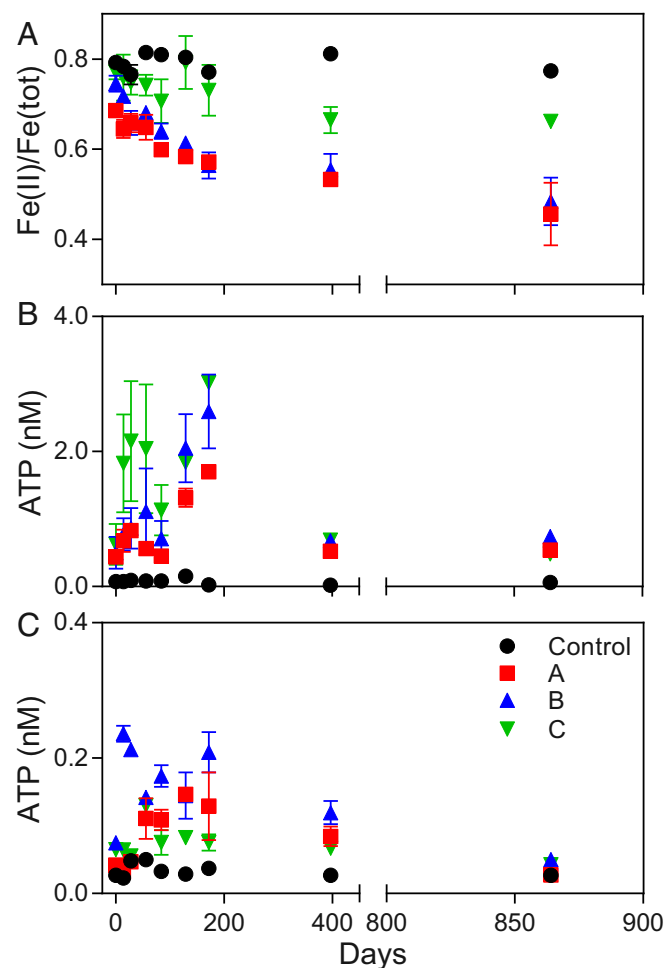 A
Fe(II)/Fe(tot)
0.8
0.6
0.4
B
ATP (nM)
4.0
2.0
0.0
C
ATP (nM)
0.4
0.2
0.0
Control
A
B
C
0 200 400 800 850 900
Days